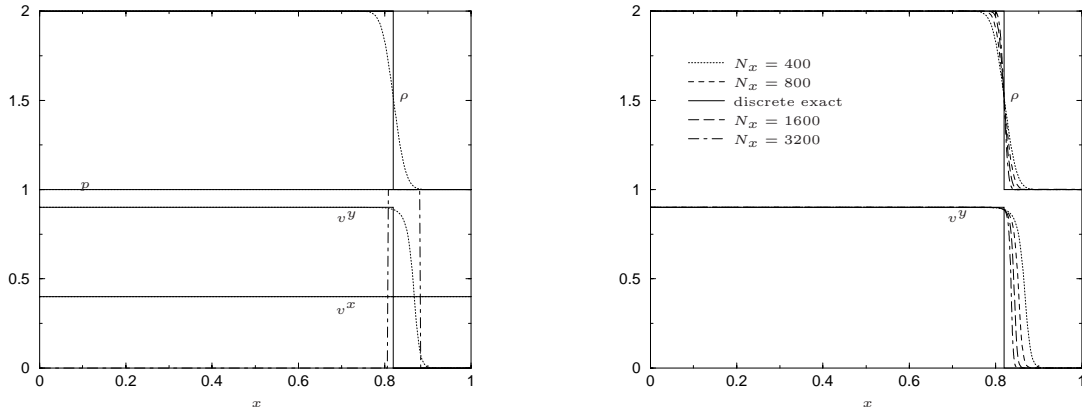 2
1.5
1
0.5
0
ρ
p
v^y
v^x
0 0.2 0.4 0.6 0.8 1
x
2
1.5
1
0.5
0
N_x = 400
N_x = 800
discrete exact
N_x = 1600
N_x = 3200
ρ
v^y
0 0.2 0.4 0.6 0.8 1
x